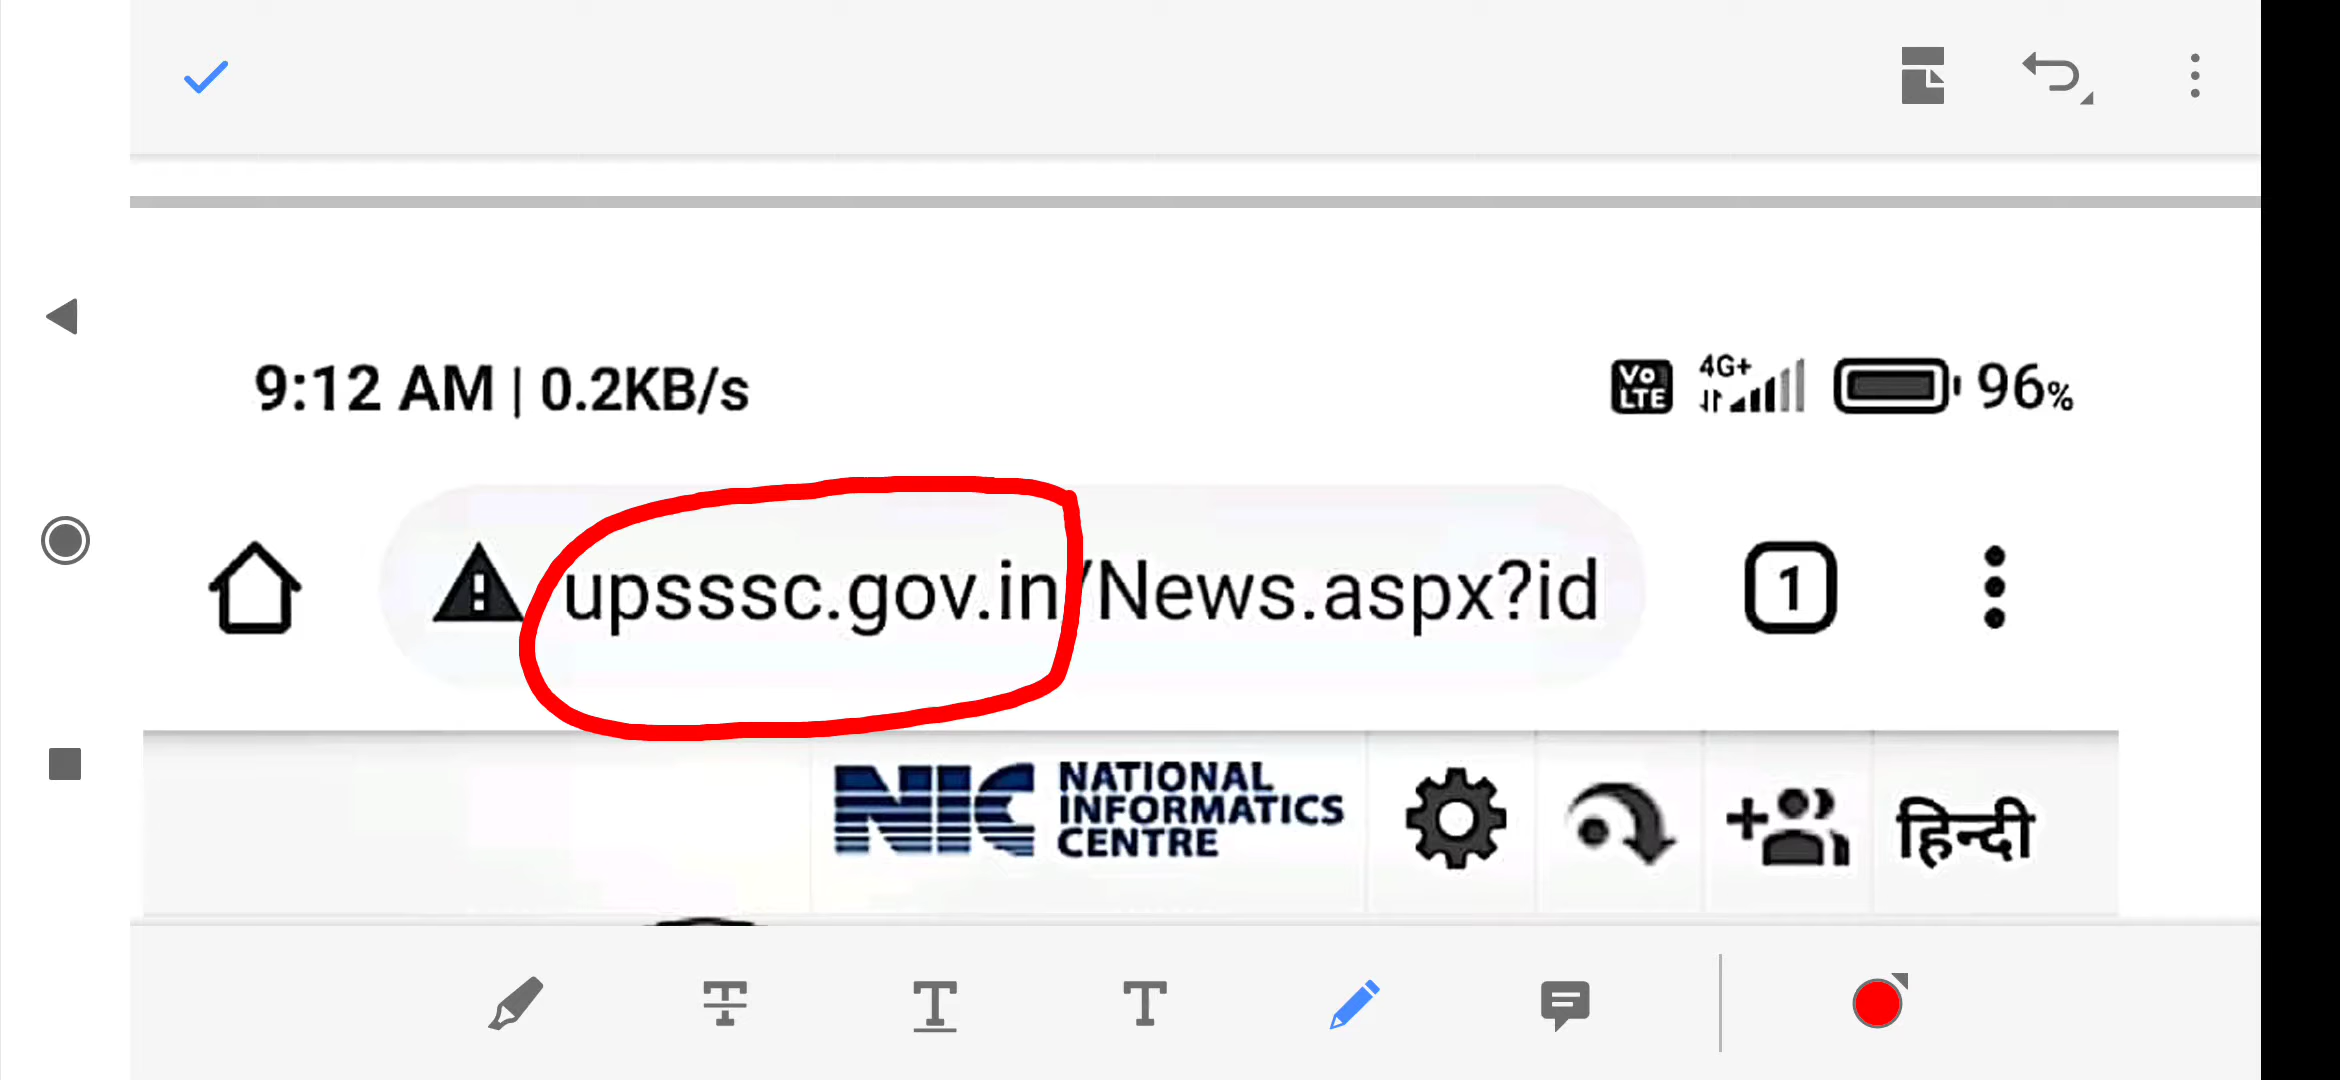 9:12 AM | 0.2KB/s
Vo LTE 4G+ 96%
upsssc.gov.in/News.aspx?id
1
NIC NATIONAL
INFORMATICS
CENTRE
हिन्दी
T T T